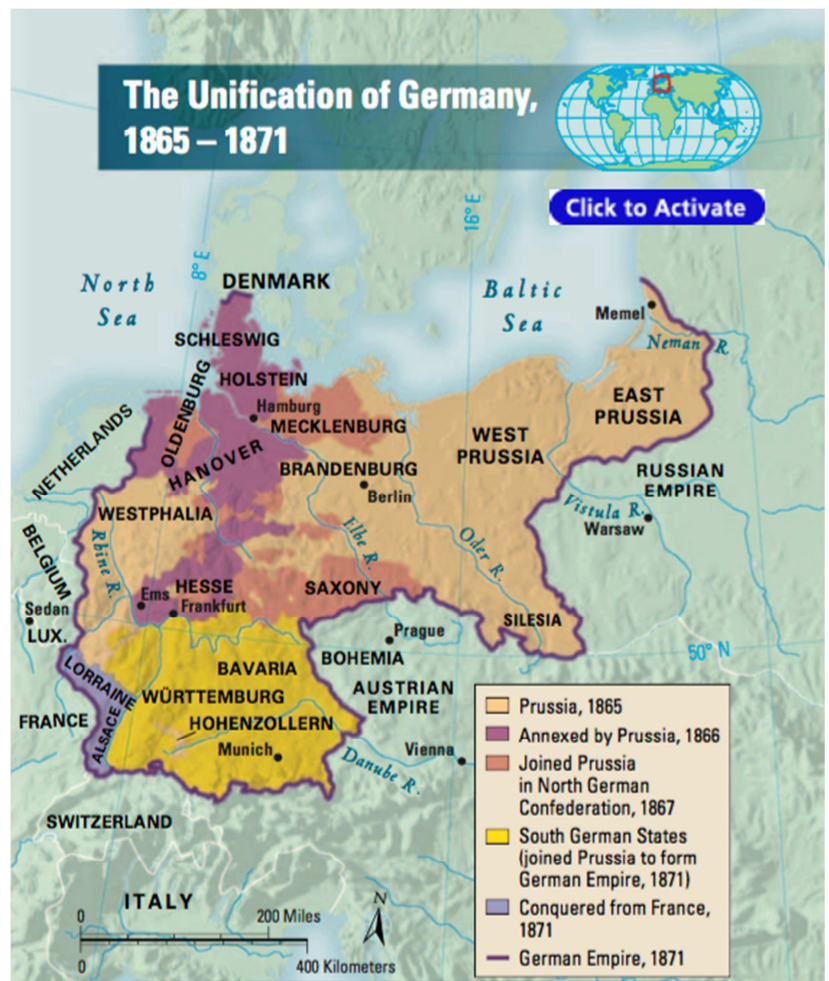 The Unification of Germany,
1865 – 1871
Click to Activate
16° E
8° E
North
Sea
DENMARK
Baltic
Sea
Memel
Neman R.
SCHLESWIG
HOLSTEIN
OLDENBURG
Hamburg
MECKLENBURG
EAST
PRUSSIA
WEST
PRUSSIA
NETHERLANDS
HANOVER
BRANDENBURG
Berlin
RUSSIAN
EMPIRE
WESTPHALIA
Vistula R.
Warsaw
BELGIUM
Rhine R.
Elbe R.
Oder R.
Ems
HESSE
Frankfurt
SAXONY
Sedan
LUX.
SILESIA
Prague
BOHEMIA
50° N
LORRAINE
BAVARIA
WÜRTTEMBURG
AUSTRIAN
EMPIRE
FRANCE
ALSACE
HOHENZOLLERN
Munich
Danube R.
Vienna
SWITZERLAND
ITALY
N
0
200 Miles
0
400 Kilometers
Prussia, 1865
Annexed by Prussia, 1866
Joined Prussia
in North German
Confederation, 1867
South German States
(joined Prussia to form
German Empire, 1871)
Conquered from France,
1871
German Empire, 1871